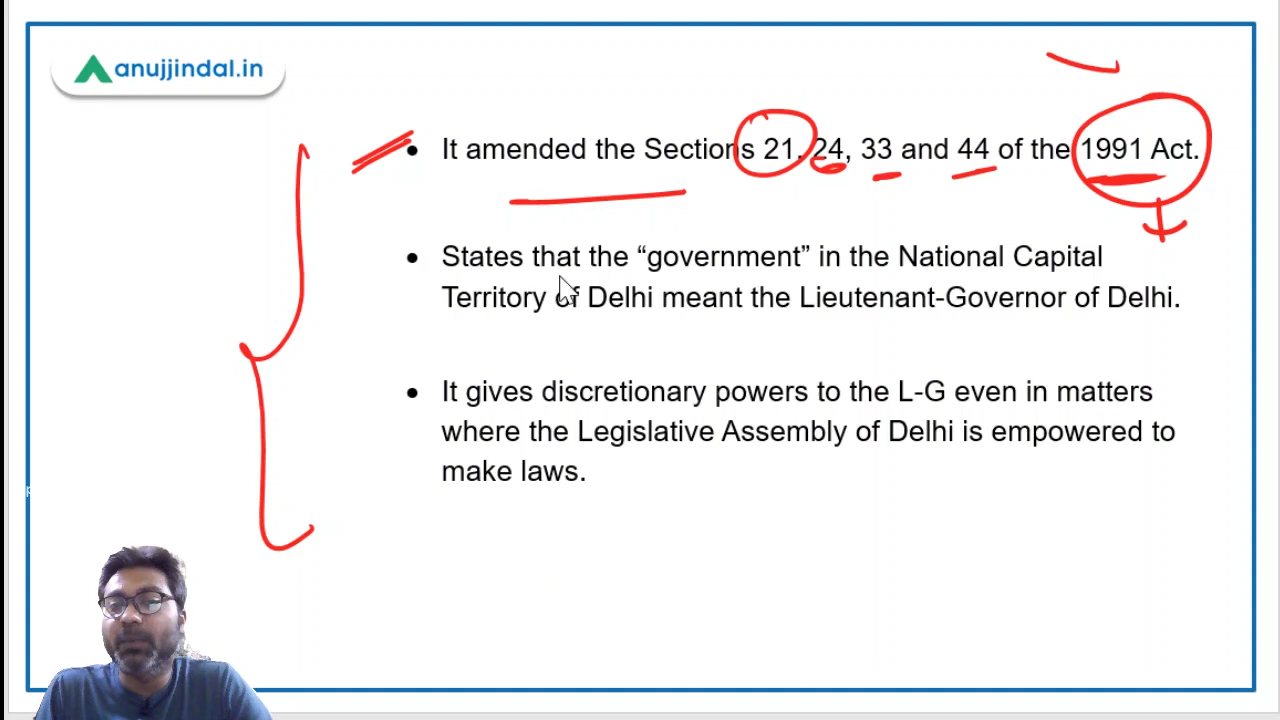 anujjindal.in
• It amended the Sections 21, 24, 33 and 44 of the 1991 Act.
• States that the “government” in the National Capital
Territory of Delhi meant the Lieutenant-Governor of Delhi.
• It gives discretionary powers to the L-G even in matters
where the Legislative Assembly of Delhi is empowered to
make laws.